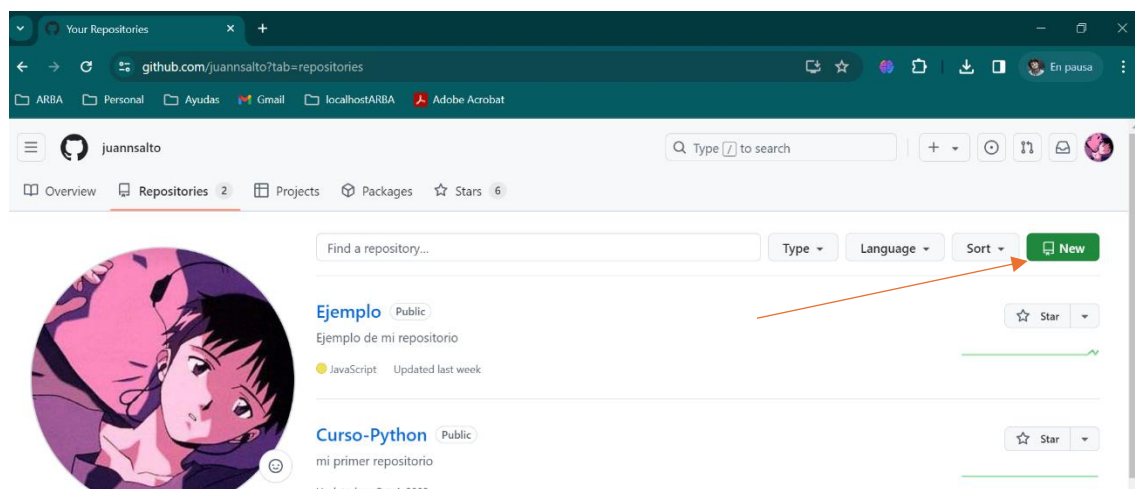 Your Repositories
github.com/juannsalto?tab=repositories
En pausa
ARBA Personal Ayudas Gmail localhostARBA Adobe Acrobat
juannsalto
Type / to search
Overview Repositories 2 Projects Packages Stars 6
Find a repository...
Type Language Sort New
Ejemplo Public
Star
Ejemplo de mi repositorio
JavaScript Updated last week
Curso-Python Public
Star
mi primer repositorio